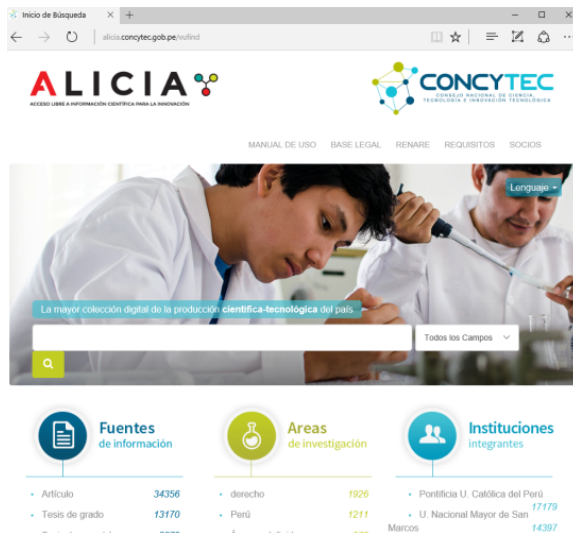 Inicio de Búsqueda
alicia.concytec.gob.pe/vufind
ALICIA
ACCESO LIBRE A INFORMACIÓN CIENTÍFICA PARA LA INNOVACIÓN
CONCYTEC
CONSEJO NACIONAL DE CIENCIA,
TECNOLOGÍA E INNOVACIÓN TECNOLÓGICA
MANUAL DE USO BASE LEGAL RENARE REQUISITOS SOCIOS
Lenguaje
La mayor colección digital de la producción científica-tecnológica del país
Todos los Campos
Fuentes
de información
Artículo 34356
Tesis de grado 13170
Areas
de investigación
derecho 1926
Perú 1211
Instituciones
integrantes
Pontificia U. Católica del Perú
17179
U. Nacional Mayor de San
Marcos 14397